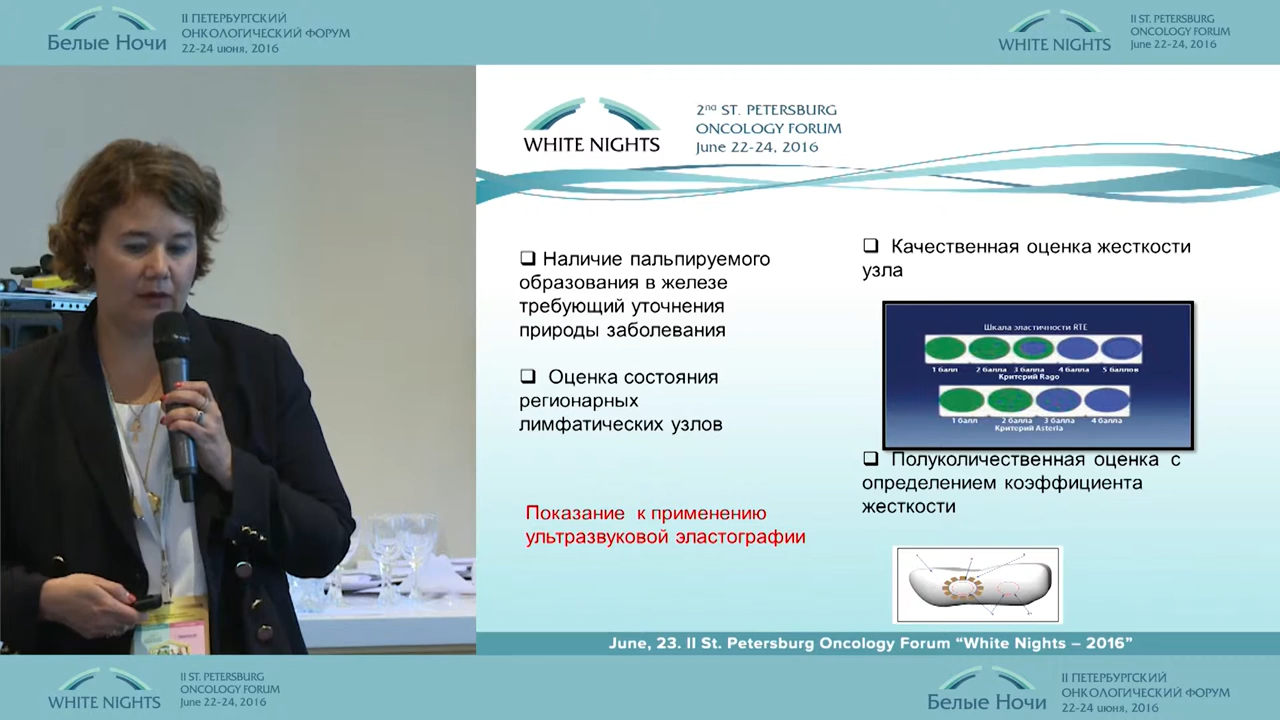 Белые Ночи
II ПЕТЕРБУРГСКИЙ
ОНКОЛОГИЧЕСКИЙ ФОРУМ
22-24 июня, 2016
WHITE NIGHTS
II ST. PETERSBURG
ONCOLOGY FORUM
June 22-24, 2016
WHITE NIGHTS
2nd ST. PETERSBURG
ONCOLOGY FORUM
June 22-24, 2016
❑ Наличие пальпируемого
образования в железе
требующий уточнения
природы заболевания
❑ Оценка состояния
регионарных
лимфатических узлов
Показание к применению
ультразвуковой эластографии
❑ Качественная оценка жесткости
узла
Шкала эластичности RTE
1 балл 2 балла 3 балла 4 балла 5 баллов
Критерий Rago
1 балл 2 балла 3 балла 4 балла
Критерий Asteria
❑ Полуколичественная оценка с
определением коэффициента
жесткости
June, 23. II St. Petersburg Oncology Forum “White Nights – 2016”
WHITE NIGHTS
II ST. PETERSBURG
ONCOLOGY FORUM
June 22-24, 2016
Белые Ночи
II ПЕТЕРБУРГСКИЙ
ОНКОЛОГИЧЕСКИЙ ФОРУМ
22-24 июня, 2016